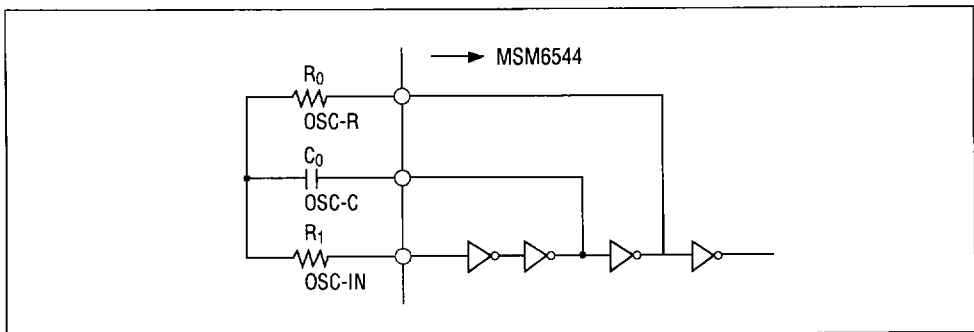 MSM6544
R₀
OSC-R
C₀
OSC-C
R₁
OSC-IN